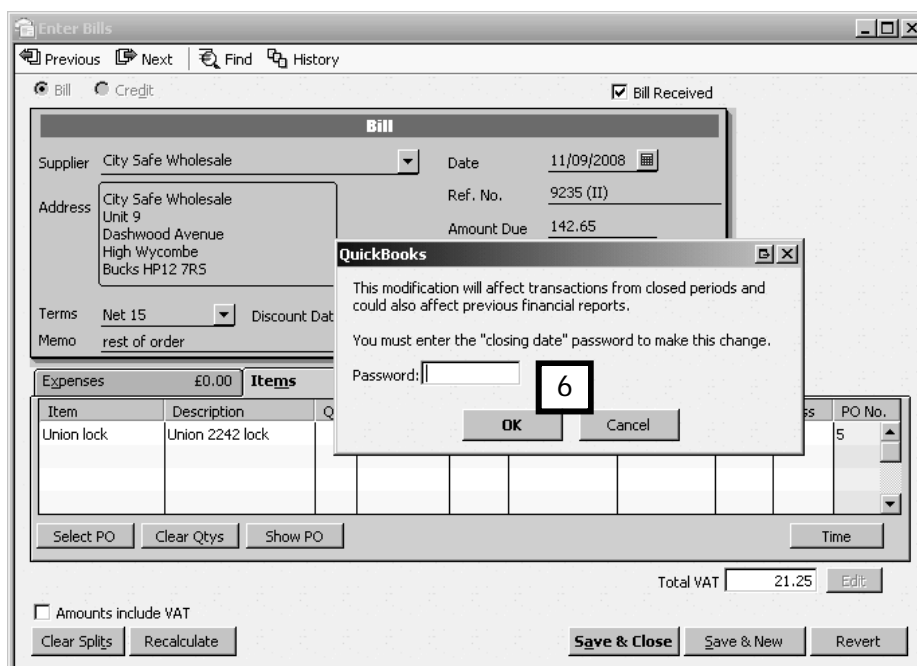 Enter Bills
Previous Next Find History
Bill Credit Bill Received
Bill
Supplier City Safe Wholesale Date 11/09/2008
Ref. No. 9235 (II)
Address City Safe Wholesale
Unit 9
Dashwood Avenue
High Wycombe
Bucks HP12 7RS
Amount Due 142.65
Terms Net 15 Discount Dat
Memo rest of order
QuickBooks
This modification will affect transactions from closed periods and
could also affect previous financial reports.
You must enter the "closing date" password to make this change.
Password:
6
OK Cancel
Expenses £0.00 Items
Item Description Q ss PO No.
Union lock Union 2242 lock 5
Select PO Clear Qtys Show PO Time
Total VAT 21.25 Edit
Amounts include VAT
Clear Splits Recalculate Save & Close Save & New Revert